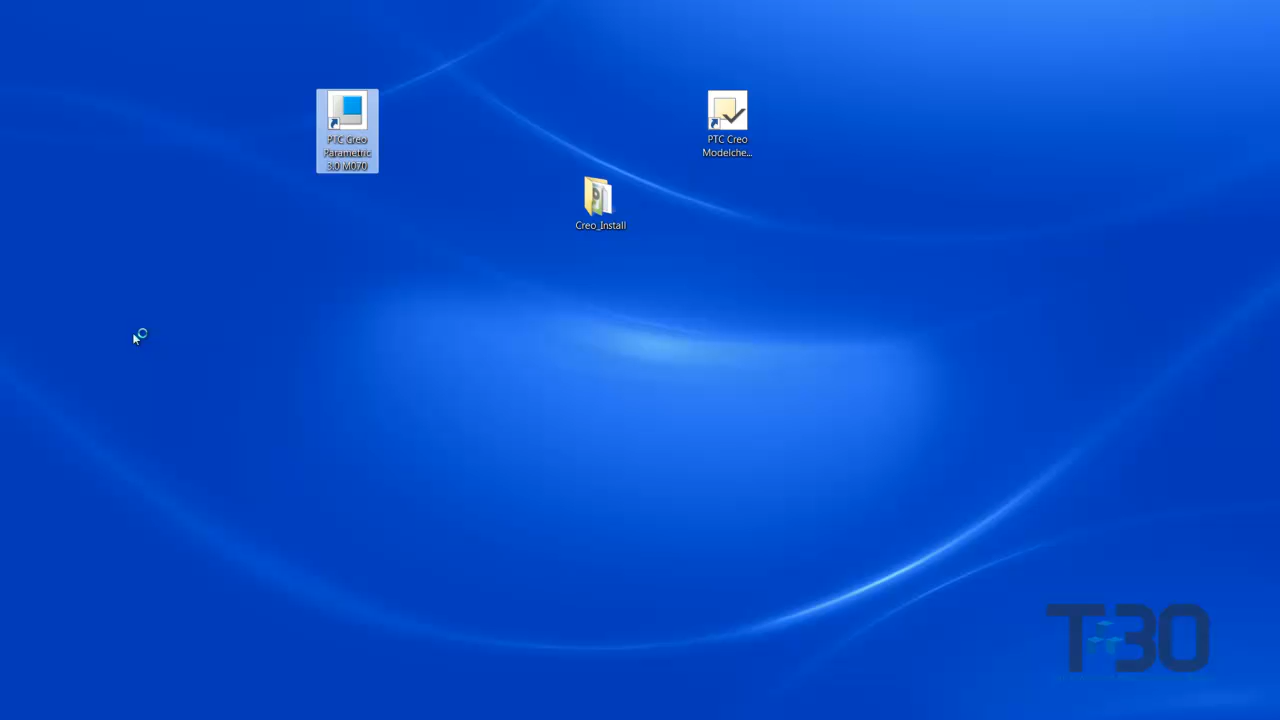 PTC Creo
Parametric
3.0 M070
PTC Creo
Modelche...
Creo_Install
T30